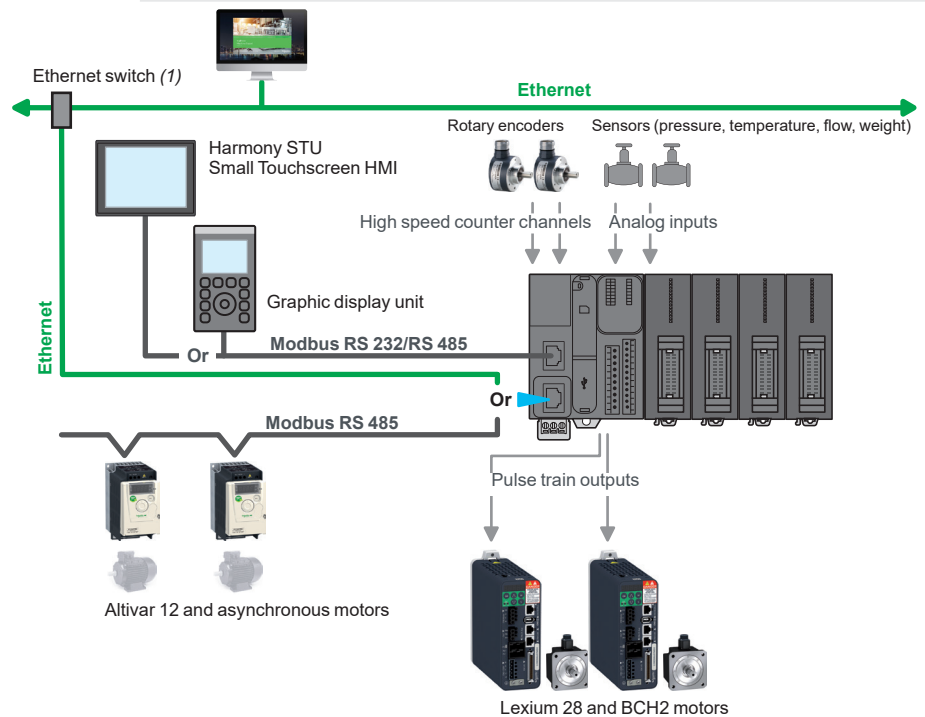 Ethernet switch (1)
Ethernet
Rotary encoders
Sensors (pressure, temperature, flow, weight)
Harmony STU
Small Touchscreen HMI
High speed counter channels
Analog inputs
Graphic display unit
Ethernet
Modbus RS 232/RS 485
Or
Or
Modbus RS 485
Pulse train outputs
Altivar 12 and asynchronous motors
Lexium 28 and BCH2 motors